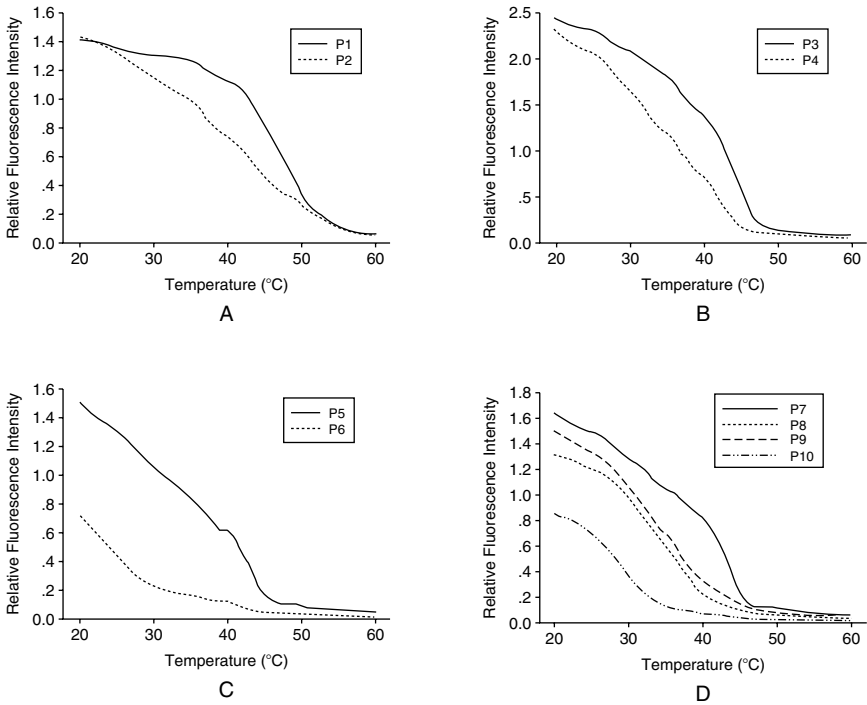 Relative Fluorescence Intensity
1.6
1.4
1.2
1.0
.8
.6
.4
.2
0.0
P1
P2
20 30 40 50 60
Temperature (°C)
A
Relative Fluorescence Intensity
2.5
2.0
1.5
1.0
.5
0.0
P3
P4
20 30 40 50 60
Temperature (°C)
B
Relative Fluorescence Intensity
1.6
1.4
1.2
1.0
.8
.6
.4
.2
0.0
P5
P6
20 30 40 50 60
Temperature (°C)
C
Relative Fluorescence Intensity
1.8
1.6
1.4
1.2
1.0
.8
.6
.4
.2
0.0
P7
P8
P9
P10
20 30 40 50 60
Temperature (°C)
D